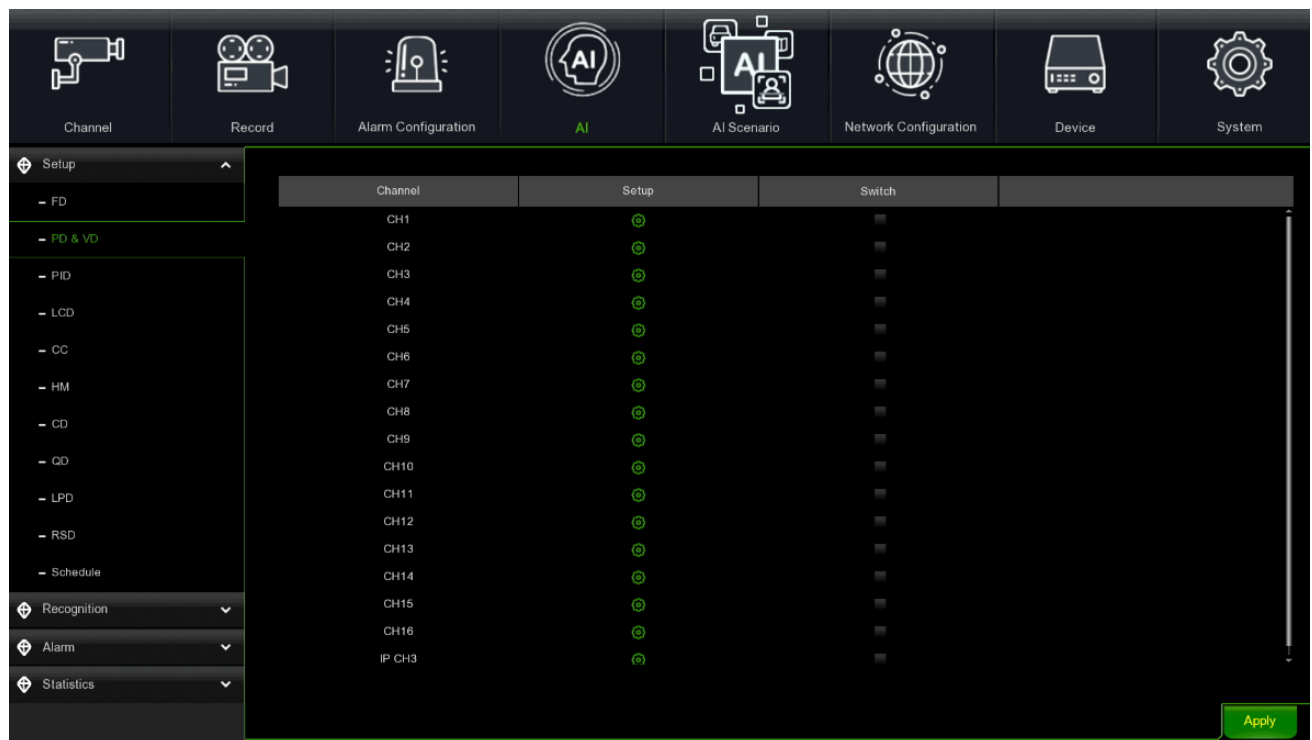 AI
AI
Channel
Record
Alarm Configuration
AI
AI Scenario
Network Configuration
Device
System
Setup
Channel Setup Switch
FD
CH1
PD & VD
CH2
PID
CH3
LCD
CH4
CH5
CC
CH6
HM
CH7
CD
CH8
CH9
QD
CH10
LPD
CH11
CH12
RSD
CH13
Schedule
CH14
Recognition
CH15
CH16
Alarm
IP CH3
Statistics
Apply